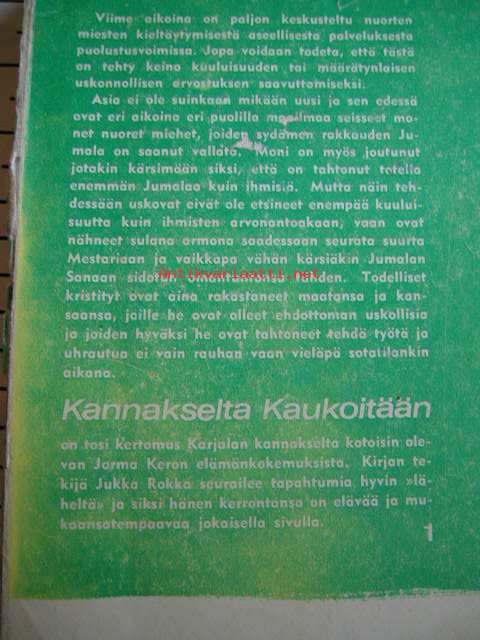 Viime aikoina on paljon keskusteltu nuorten
miesten kieltäytymisestä aseellisesta palveluksesta
puolustusvoimissa. Jopa voidaan todeta, että tästä
on tehty keino kuuluisuuden tai määrätynlaisen
uskonnollisen arvostuksen saavuttamiseksi.
Asia ei ole suinkaan mikään uusi ja sen edessä
ovat eri aikoina eri puolilla maailmaa seisseet mo-
net nuoret miehet, joiden sydämen rakkauden Ju-
mala on saanut vallata. Moni on myös joutunut
jotakin kärsimään siksi, että on tahtonut totella
enemmän Jumalaa kuin ihmisiä. Mutta näin teh-
dessään uskovat eivät ole etsineet enempää kuului-
suutta kuin ihmisten arvonantoakaan, vaan ovat
nähneet sulana armona saadessaan seurata suurta
Mestariaan ja vaikkapa vähän kärsiäkin Jumalan
Sanaan sidotun omantuntonsa tähden. Todelliset
Antikvariaatti.net
kristityt ovat aina rakastaneet maatansa ja kan-
saansa, joille he ovat olleet ehdottoman uskollisia
ja joiden hyväksi he ovat tahtoneet tehdä työtä ja
uhrautua ei vain rauhan vaan vieläpä sotatilankin
aikana.
Kannakselta Kaukoitään
on tosi kertomus Karjalan kannakselta kotoisin ole-
van Jorma Keron elämänkokemuksista. Kirjan te-
kijä Jukka Rokka seurailee tapahtumia hyvin »lä-
heltä» ja siksi hänen kerrontansa on elävää ja mu-
kaansatempaavaa jokaisella sivulla.
1